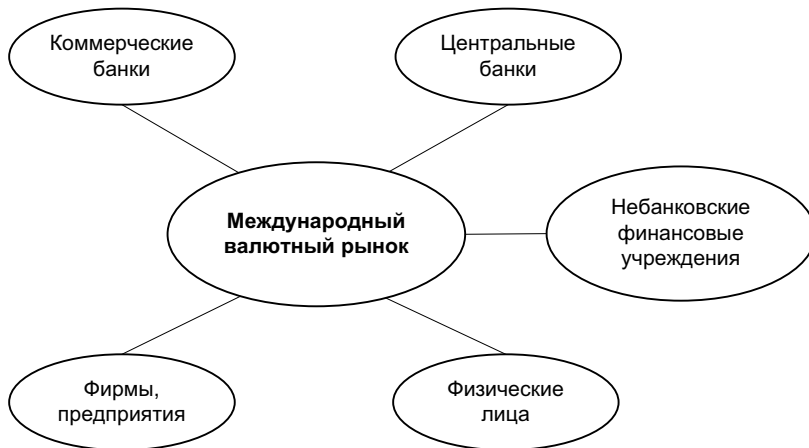 Коммерческие
банки
Центральные
банки
Международный
валютный рынок
Небанковские
финансовые
учреждения
Фирмы,
предприятия
Физические
лица